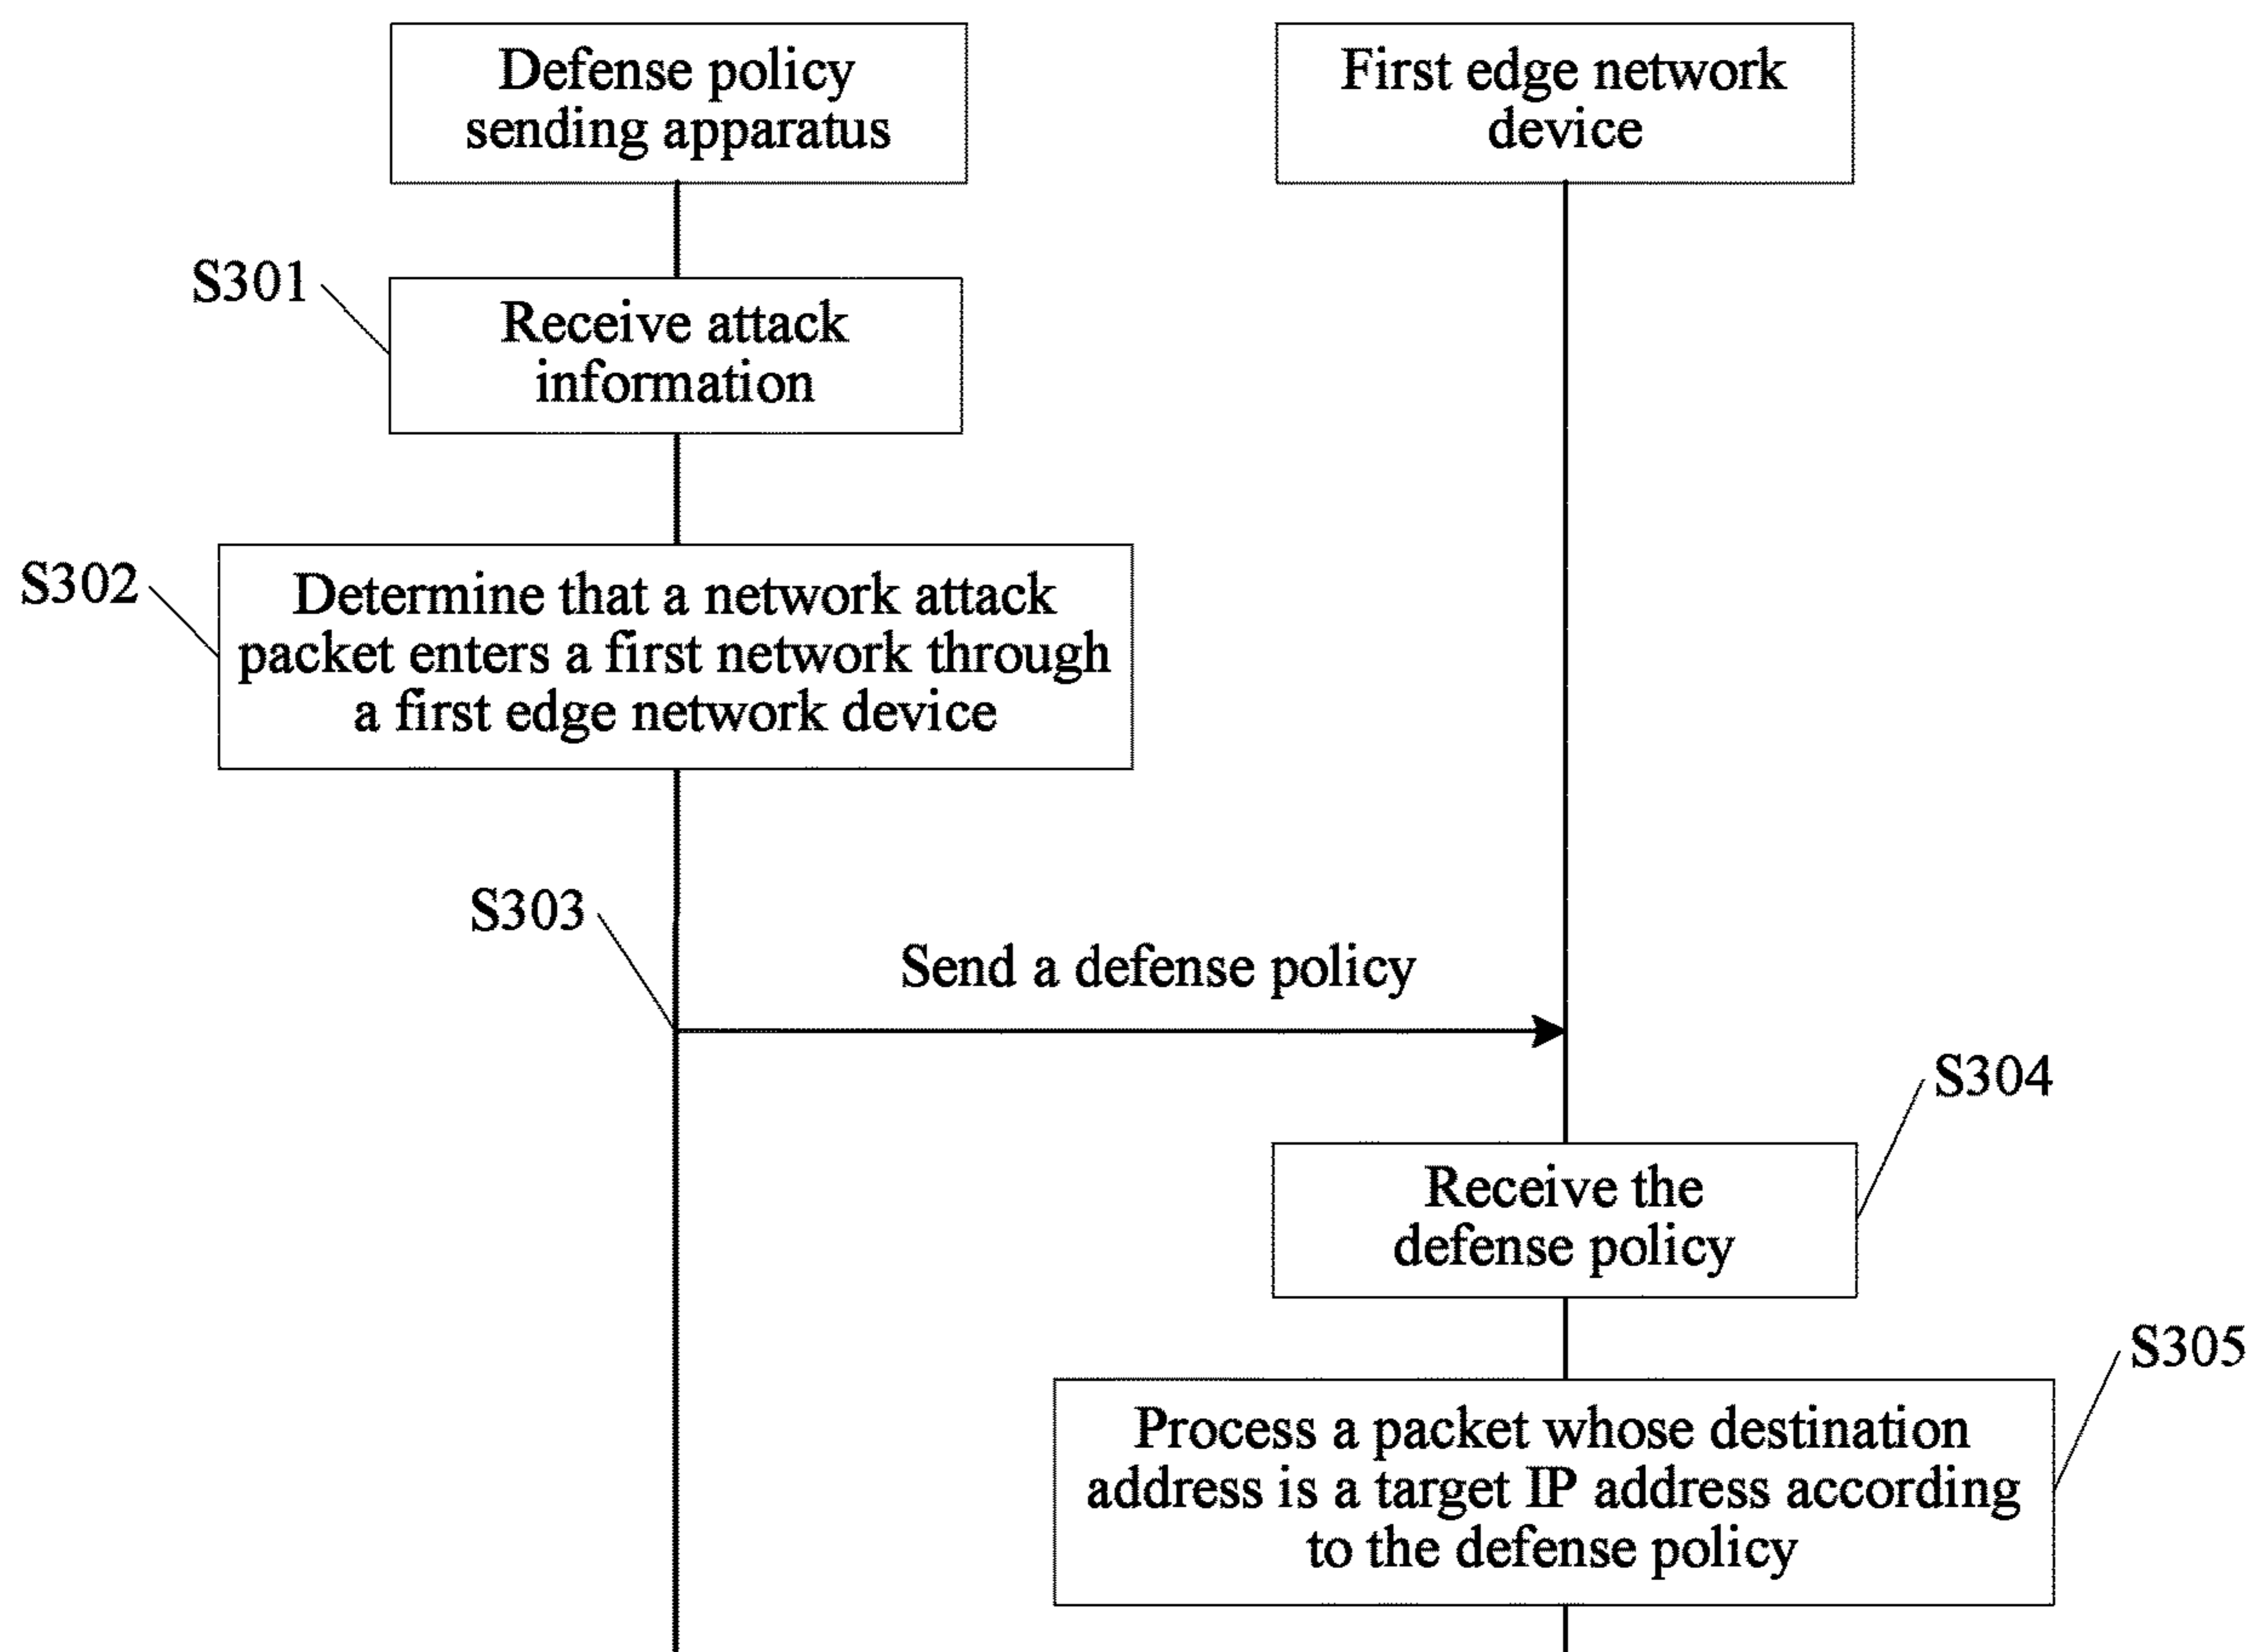 Defense policy
sending apparatus
First edge network
device
S301
Receive attack
information
S302
Determine that a network attack
packet enters a first network through
a first edge network device
S303
Send a defense policy
S304
Receive the
defense policy
S305
Process a packet whose destination
address is a target IP address according
to the defense policy